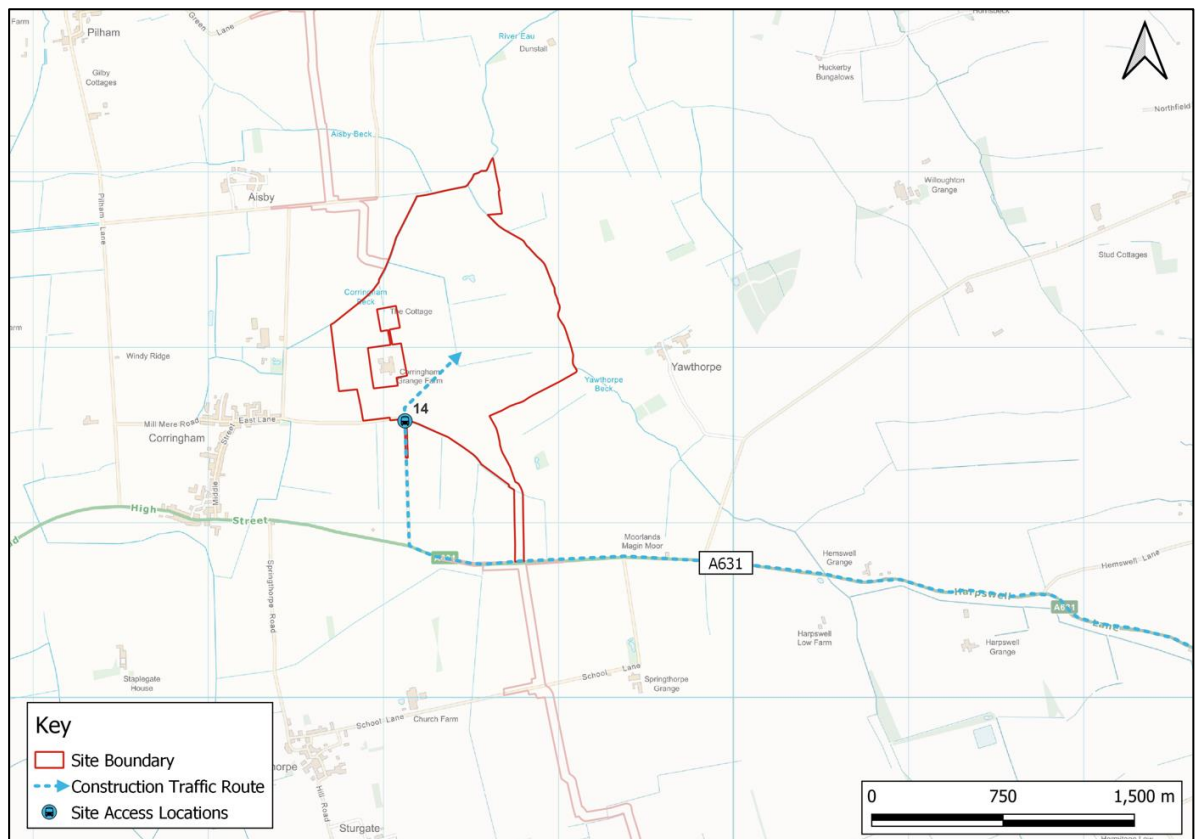 Pilham
Green
Lane
River Eau
Dunstall
Gilby
Cottages
Huckerby
Bungalows
Northfield
Aisby Beck
Pilham Lane
Aisby
Willoughton
Grange
Stud Cottages
Corringham
Beck
The Cottage
Windy Ridge
Corringham
Grange Farm
Yawthorpe
Yawthorpe
Beck
14
Mill Mere Road
East Lane
Corringham
Middle
Street
High
Street
Moorlands
Magin Moor
A631
A631
Hemswell
Grange
Hemswell Lane
Harpswell
Lane
A631
Springthorpe Road
Harpswell
Low Farm
Harpswell
Grange
Staplegate
House
School Lane
Springthorpe
Grange
School Lane
Church Farm
Hill Road
Sturgate
Key
Site Boundary
Construction Traffic Route
Site Access Locations
0 750 1,500 m